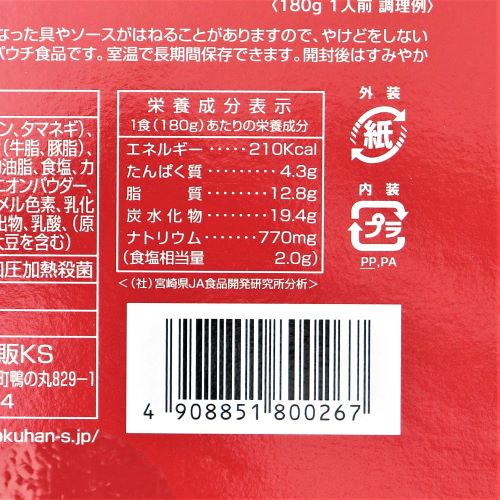 〈180g 1人前 調理例〉
なった具やソースがはねることがありますので、やけどをしない
パウチ食品です。室温で長期間保存できます。開封後はすみやか
ン、タマネギ)、
(牛脂、豚脂)、
油脂、食塩、カ
エオンパウダー、
メル色素、乳化
化物、乳酸、(原
大豆を含む)
加圧加熱殺菌
販KS
町鴨の丸829-1
4
okuhan-s.jp/
栄養成分表示
1食(180g)あたりの栄養成分
エネルギー・・・・・210Kcal
たんぱく質・・・・・・・・・4.3g
脂　質・・・・・・・・・12.8g
炭水化物・・・・・・・・19.4g
ナトリウム・・・・・・770mg
(食塩相当量　2.0g)
<(社)宮崎県JA食品開発研究所分析>
外装
紙
内装
プラ
PP,PA
4 908851 800267